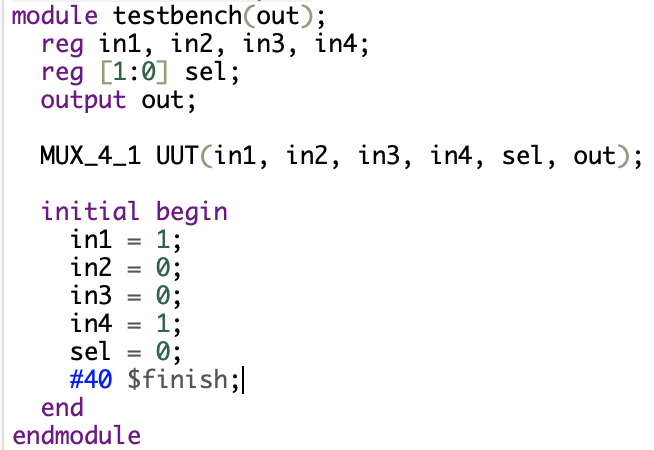 module testbench(out);
  reg in1, in2, in3, in4;
  reg [1:0] sel;
  output out;

  MUX_4_1 UUT(in1, in2, in3, in4, sel, out);

  initial begin
    in1 = 1;
    in2 = 0;
    in3 = 0;
    in4 = 1;
    sel = 0;
    #40 $finish;
  end
endmodule